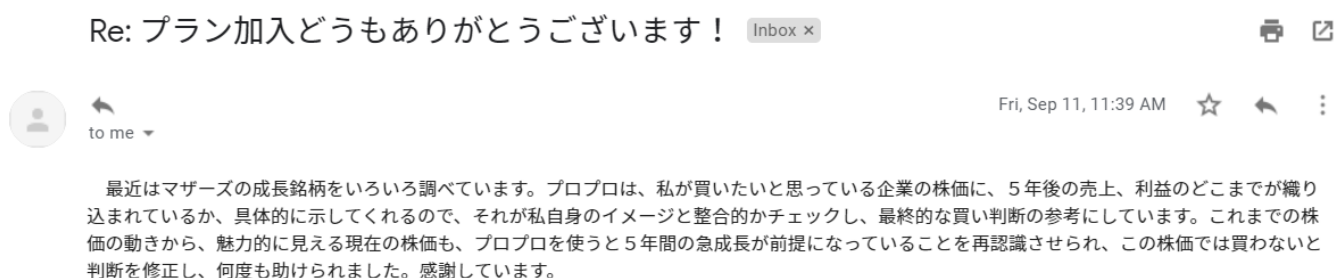 Re: プラン加入どうもありがとうございます！ Inbox ×
Fri, Sep 11, 11:39 AM
to me
最近はマザーズの成長銘柄をいろいろ調べています。プロプロは、私が買いたいと思っている企業の株価に、５年後の売上、利益のどこまでが織り
込まれているか、具体的に示してくれるので、それが私自身のイメージと整合的かチェックし、最終的な買い判断の参考にしています。これまでの株
価の動きから、魅力的に見える現在の株価も、プロプロを使うと５年間の急成長が前提になっていることを再認識させられ、この株価では買わないと
判断を修正し、何度も助けられました。感謝しています。